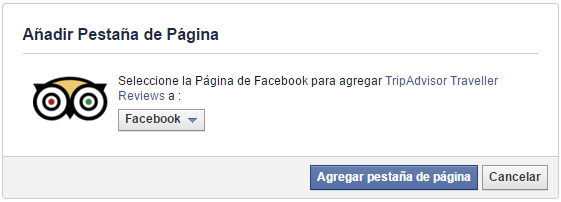 Añadir Pestaña de Página
Seleccione la Página de Facebook para agregar TripAdvisor Traveller
Reviews a :
Facebook
Agregar pestaña de página
Cancelar